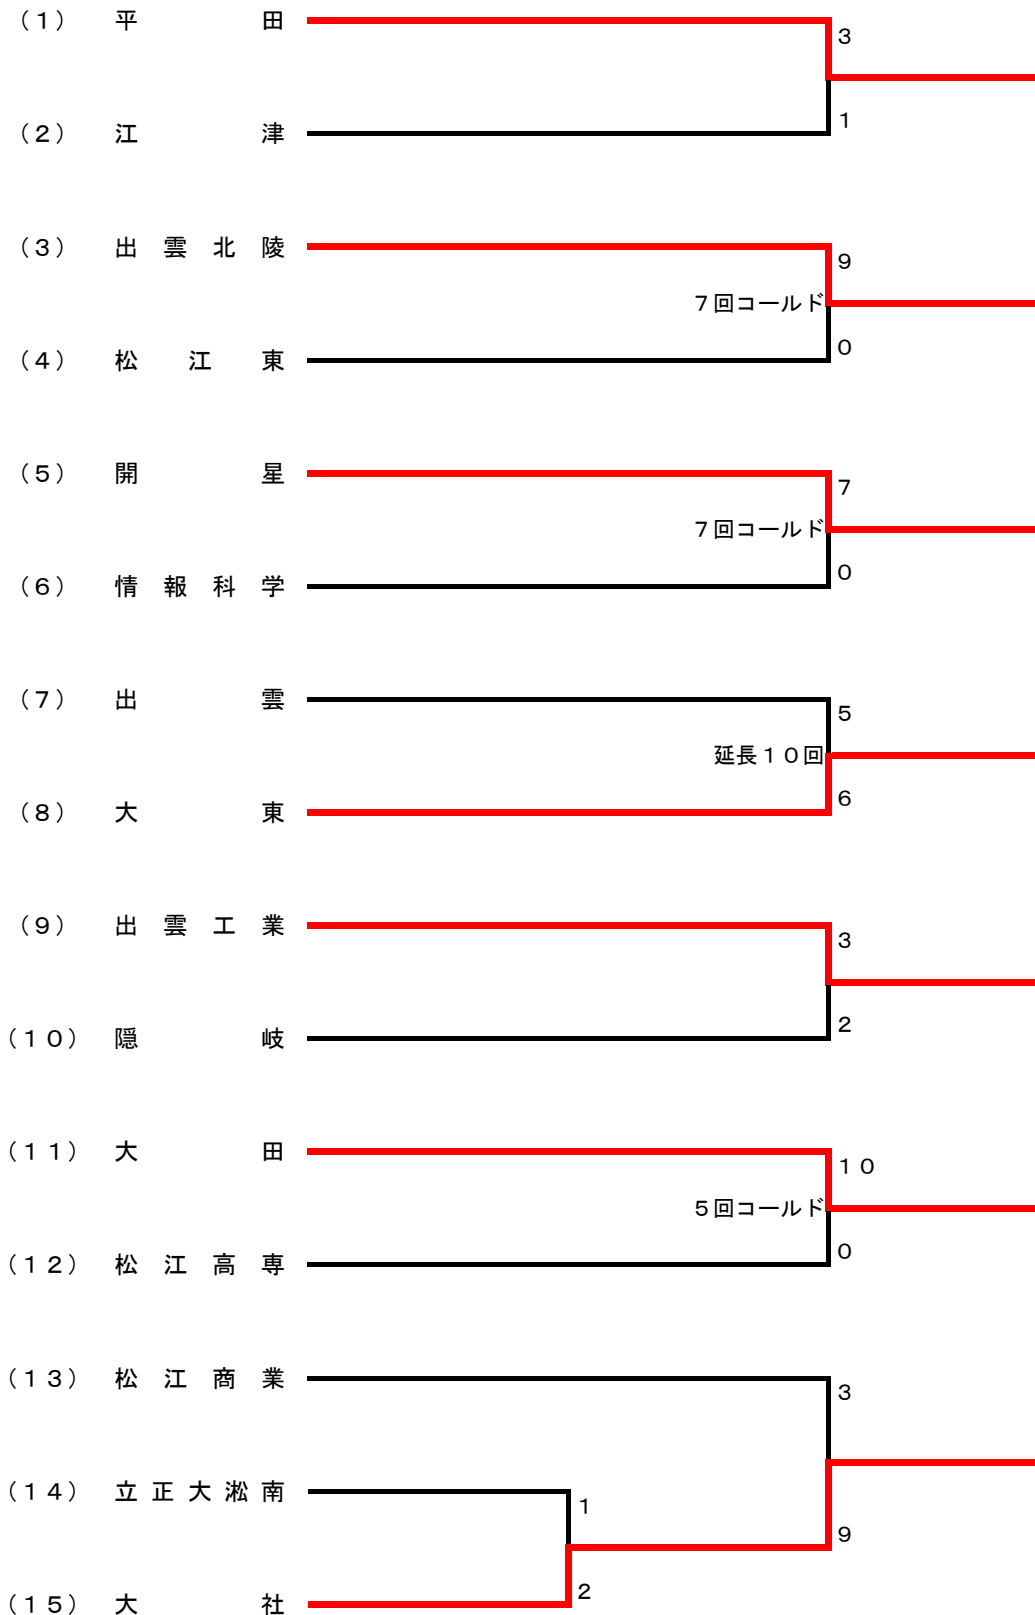 （１） 平田
3
1
（２） 江津
（３） 出雲北陵
9
７回コールド
0
（４） 松江東
（５） 開星
7
７回コールド
0
（６） 情報科学
（７） 出雲
5
延長１０回
6
（８） 大東
（９） 出雲工業
3
2
（１０） 隠岐
（１１） 大田
１０
５回コールド
0
（１２） 松江高専
（１３） 松江商業
3
（１４） 立正大淞南
1
9
2
（１５） 大社